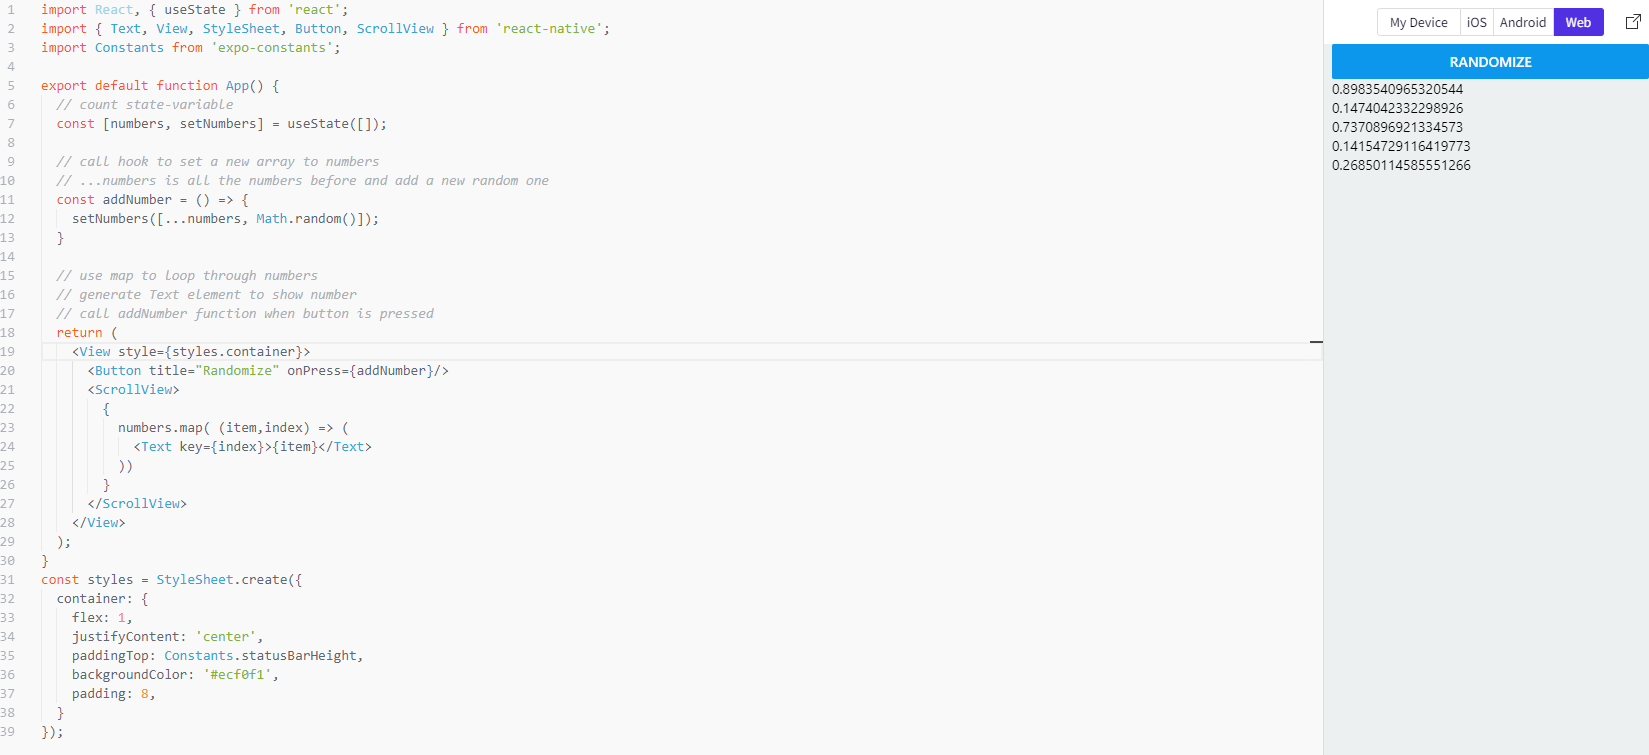 1 import React, { useState } from 'react';
2 import { Text, View, StyleSheet, Button, ScrollView } from 'react-native';
3 import Constants from 'expo-constants';
4
5 export default function App() {
6   // count state-variable
7   const [numbers, setNumbers] = useState([]);
8
9   // call hook to set a new array to numbers
10   // ...numbers is all the numbers before and add a new random one
11   const addNumber = () => {
12     setNumbers([...numbers, Math.random()]);
13   }
14
15   // use map to loop through numbers
16   // generate Text element to show number
17   // call addNumber function when button is pressed
18   return (
19     <View style={styles.container}>
20       <Button title="Randomize" onPress={addNumber}/>
21       <ScrollView>
22         {
23           numbers.map( (item,index) => (
24             <Text key={index}>{item}</Text>
25           ))
26         }
27       </ScrollView>
28     </View>
29   );
30 }
31 const styles = StyleSheet.create({
32   container: {
33     flex: 1,
34     justifyContent: 'center',
35     paddingTop: Constants.statusBarHeight,
36     backgroundColor: '#ecf0f1',
37     padding: 8,
38   }
39 });
My Device iOS Android Web
RANDOMIZE
0.8983540965320544
0.1474042332298926
0.7370896921334573
0.14154729116419773
0.26850114585551266